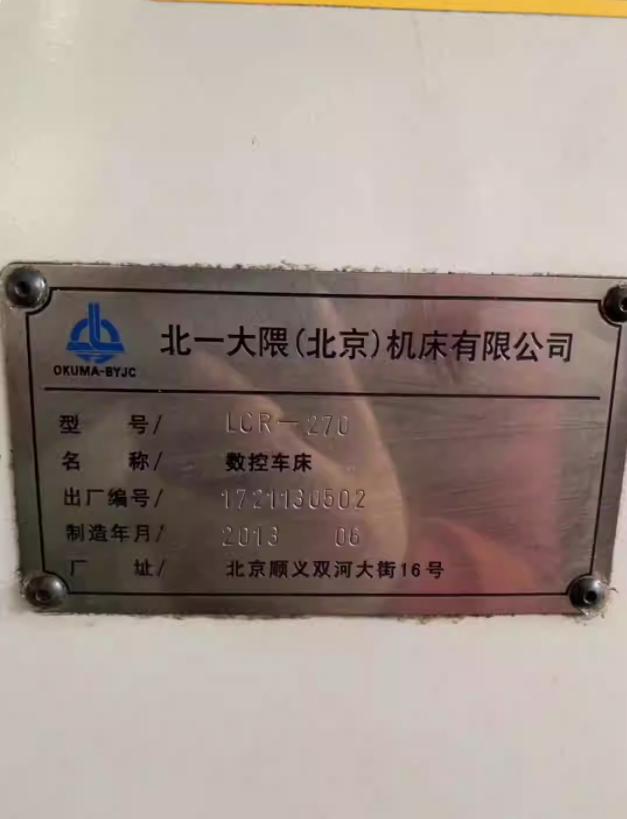 北一大隈(北京)机床有限公司
OKUMA-BYJC
型 号/ LCR-270
名 称/ 数控车床
出厂编号/ 1721130502
制造年月/ 2013 06
厂 址/ 北京顺义双河大街16号